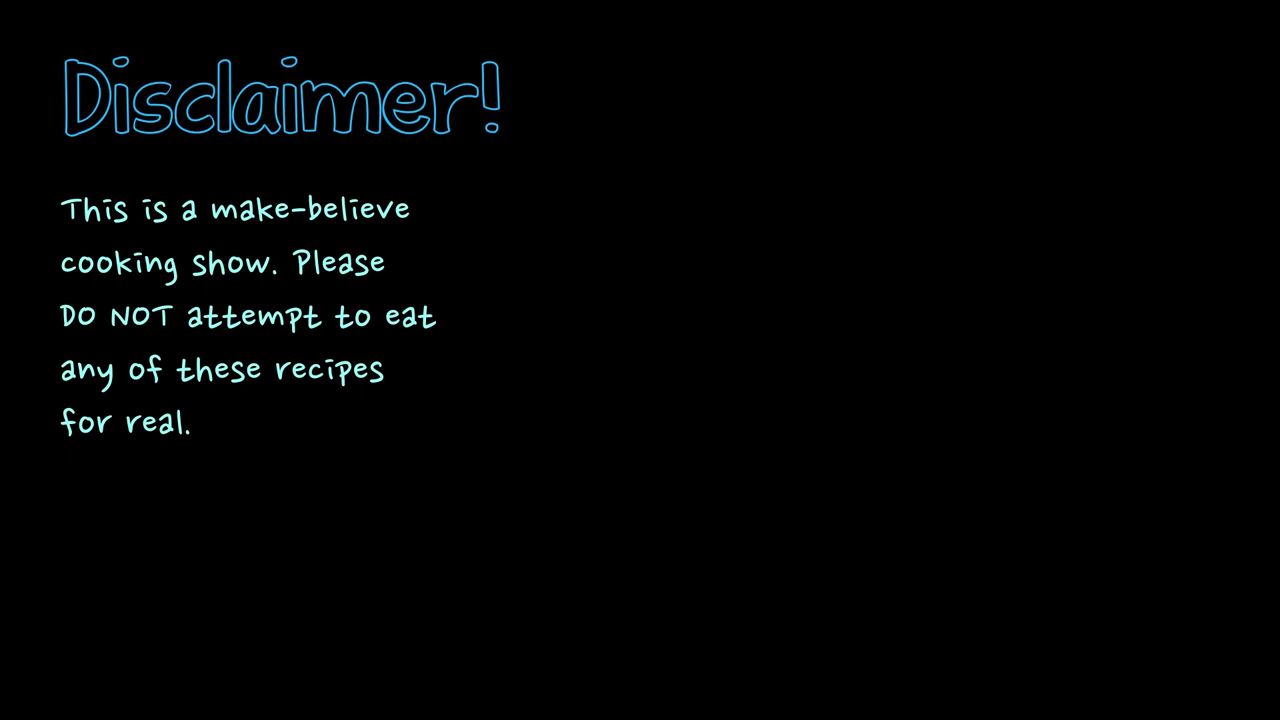 Disclaimer!
This is a make-believe
cooking show. Please
DO NOT attempt to eat
any of these recipes
for real.